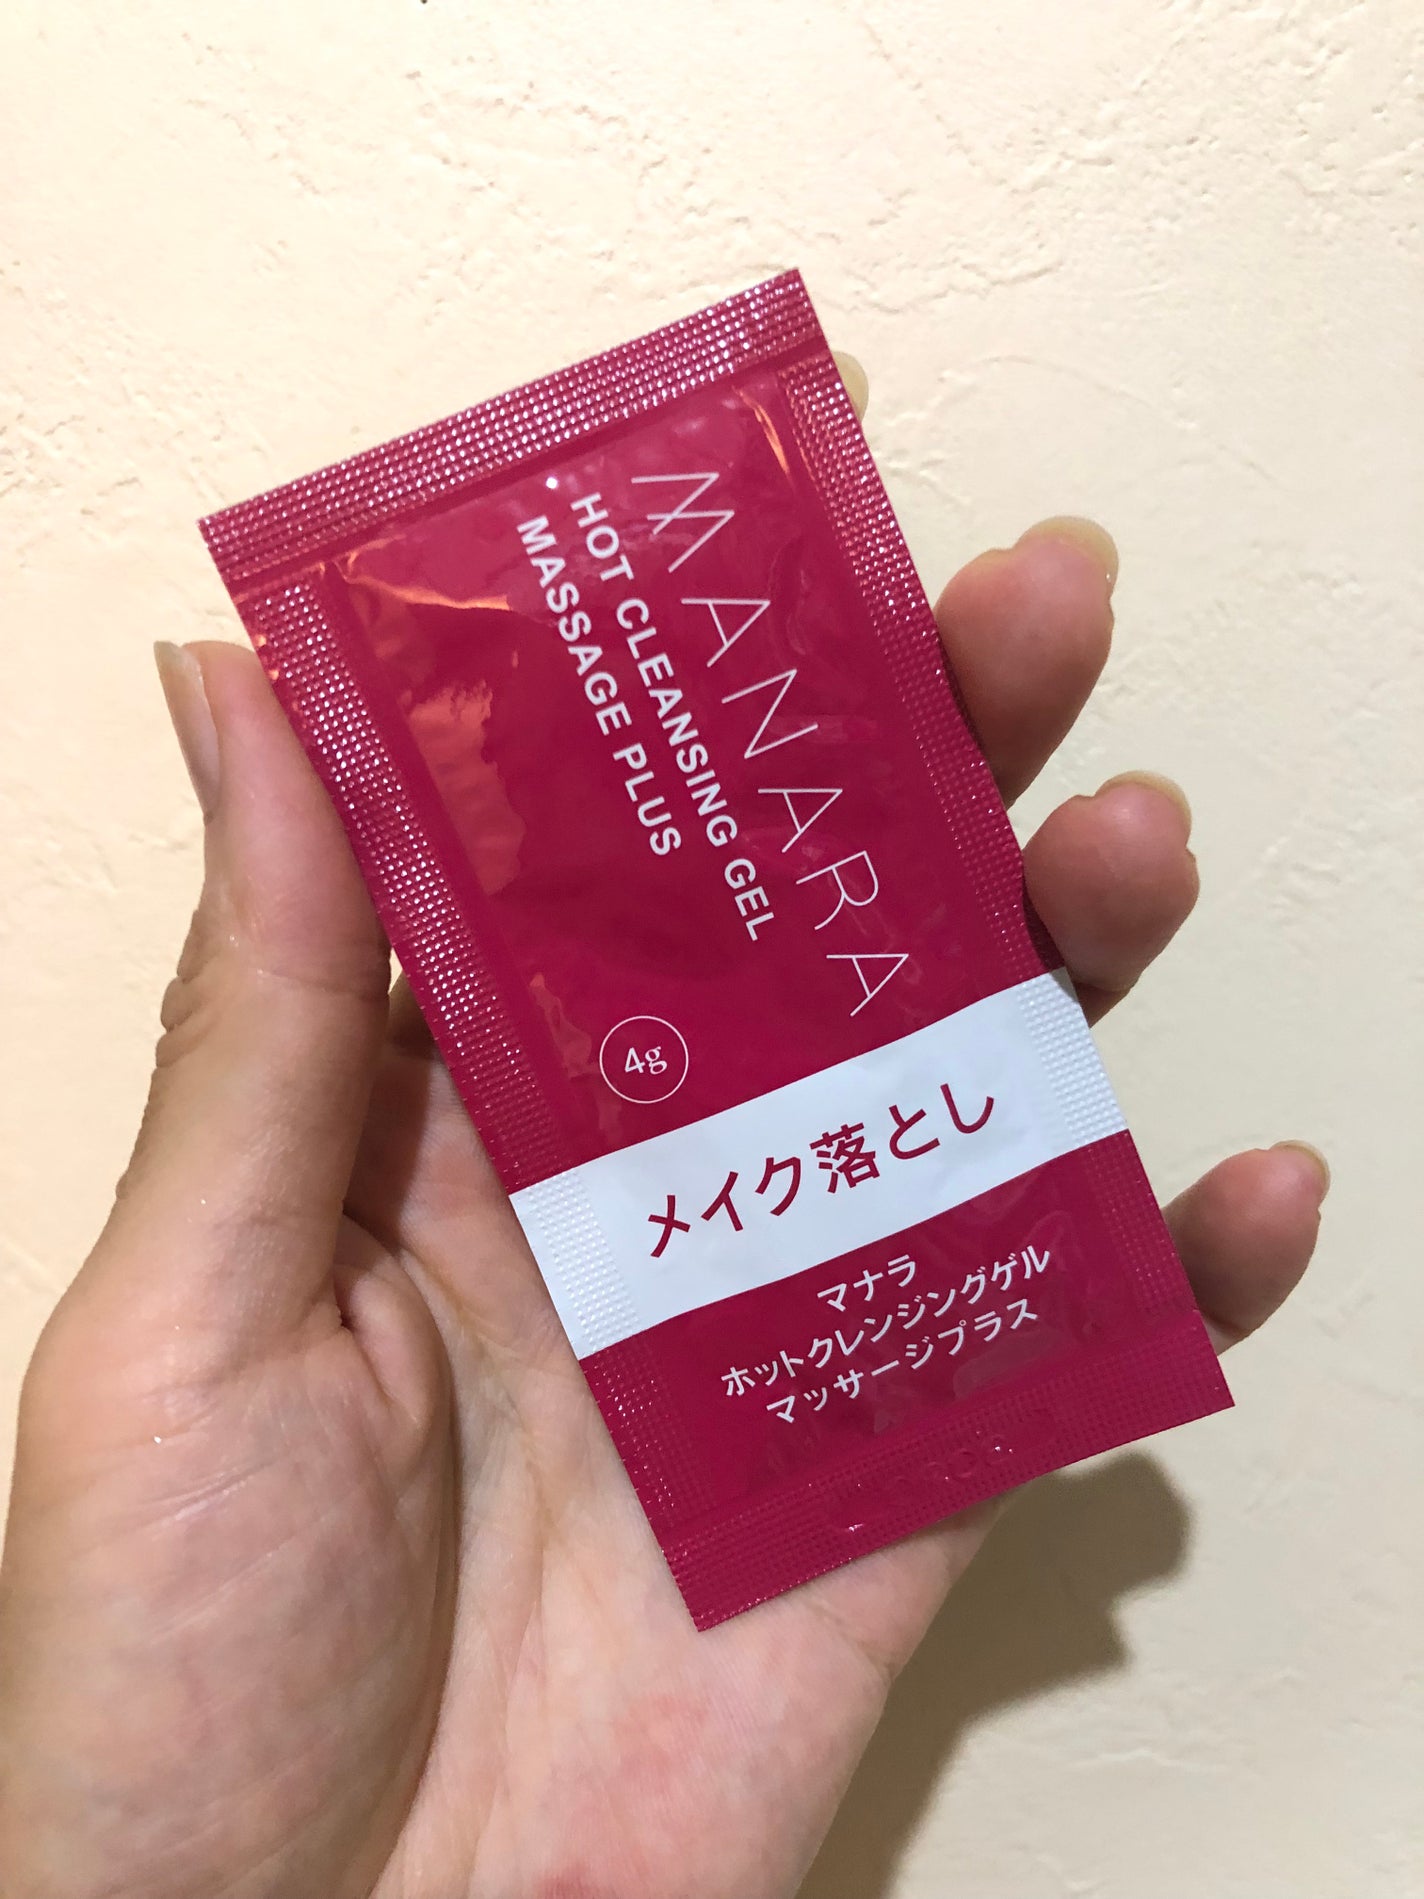 MANARA
HOT CLEANSING GEL
MASSAGE PLUS
4g
メイク落とし
マナラ
ホットクレンジングゲル
マッサージプラス